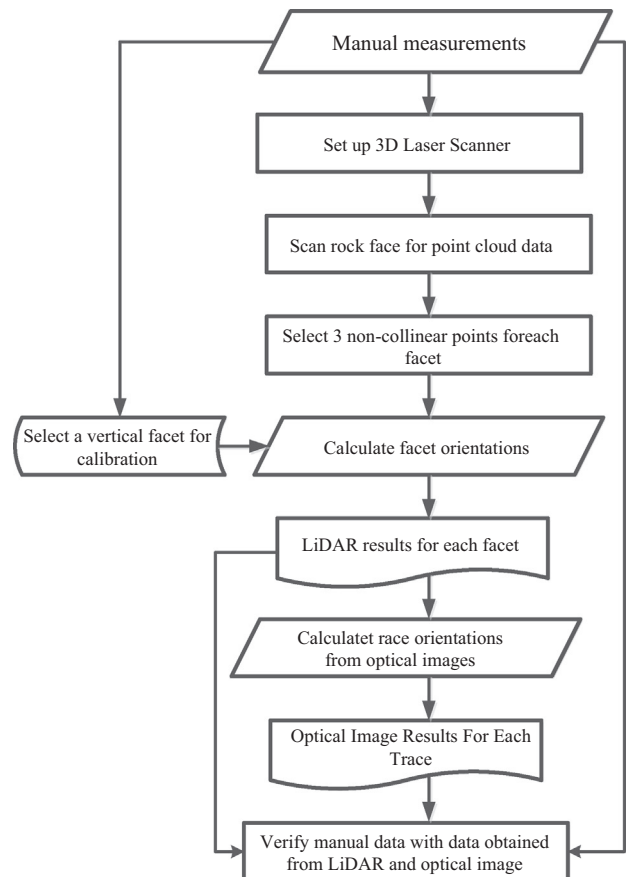 Manual measurements
Set up 3D Laser Scanner
Scan rock face for point cloud data
Select 3 non-collinear points foreach
facet
Select a vertical facet for
calibration
Calculate facet orientations
LiDAR results for each facet
Calculatet race orientations
from optical images
Optical Image Results For Each
Trace
Verify manual data with data obtained
from LiDAR and optical image